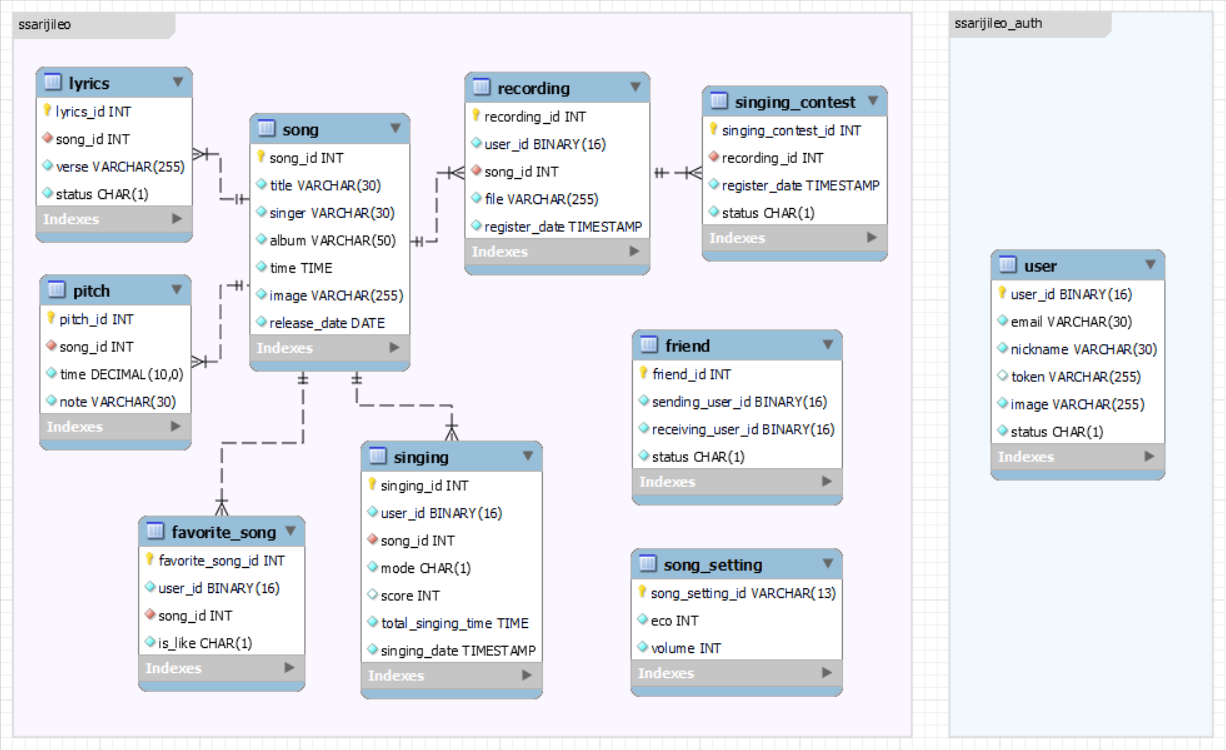 ssarijileo
lyrics
lyrics_id INT
song_id INT
verse VARCHAR(255)
status CHAR(1)
Indexes
pitch
pitch_id INT
song_id INT
time DECIMAL(10,0)
note VARCHAR(30)
Indexes
song
song_id INT
title VARCHAR(30)
singer VARCHAR(30)
album VARCHAR(50)
time TIME
image VARCHAR(255)
release_date DATE
Indexes
recording
recording_id INT
user_id BINARY(16)
song_id INT
file VARCHAR(255)
register_date TIMESTAMP
Indexes
singing_contest
singing_contest_id INT
recording_id INT
register_date TIMESTAMP
status CHAR(1)
Indexes
favorite_song
favorite_song_id INT
user_id BINARY(16)
song_id INT
is_like CHAR(1)
Indexes
singing
singing_id INT
user_id BINARY(16)
song_id INT
mode CHAR(1)
score INT
total_singing_time TIME
singing_date TIMESTAMP
Indexes
friend
friend_id INT
sending_user_id BINARY(16)
receiving_user_id BINARY(16)
status CHAR(1)
Indexes
song_setting
song_setting_id VARCHAR(13)
eco INT
volume INT
Indexes
ssarijileo_auth
user
user_id BINARY(16)
email VARCHAR(30)
nickname VARCHAR(30)
token VARCHAR(255)
image VARCHAR(255)
status CHAR(1)
Indexes